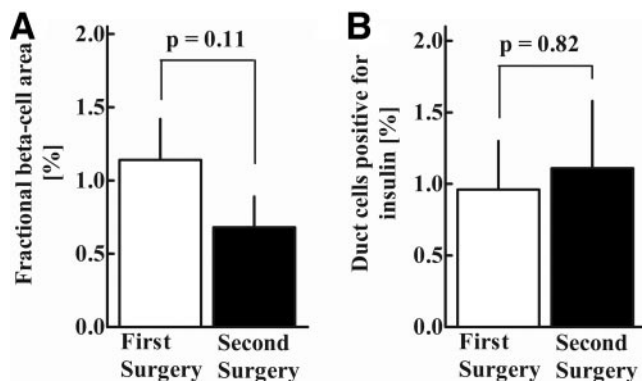 A
Fractional beta-cell area
[%]
2.0
1.5
1.0
0.5
0.0
p = 0.11
First
Surgery
Second
Surgery
B
Duct cells positive for
insulin [%]
2.0
1.5
1.0
0.5
0.0
p = 0.82
First
Surgery
Second
Surgery